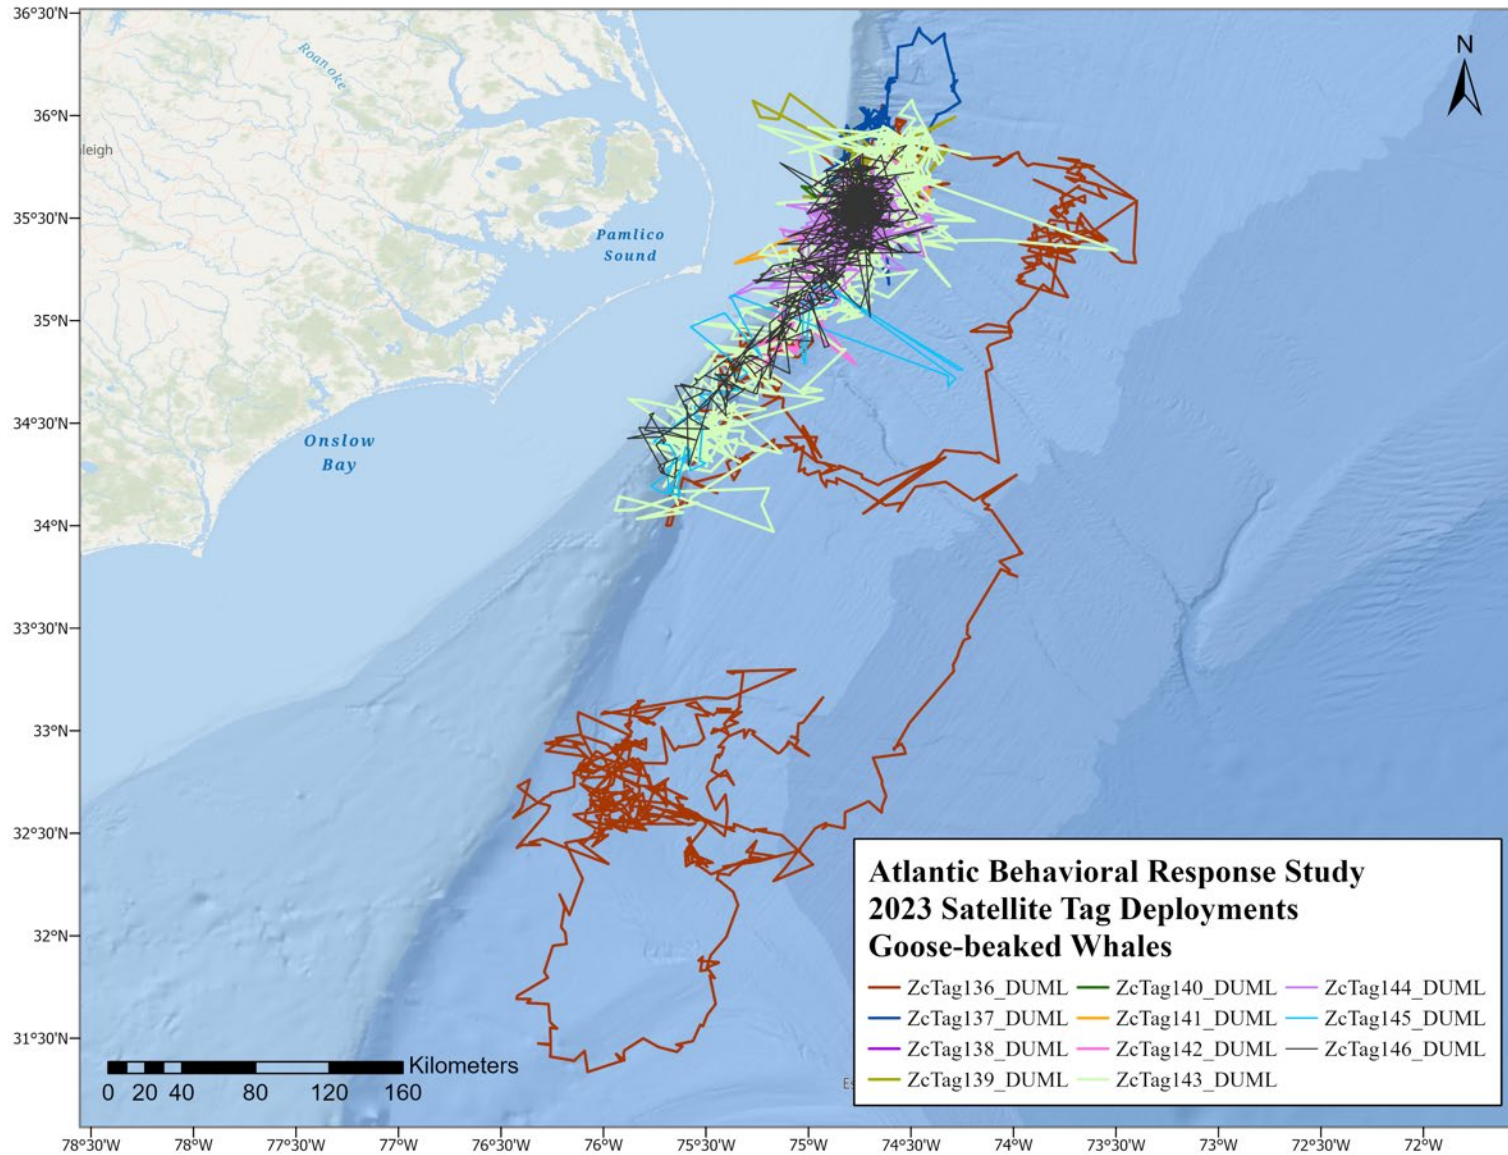 36°30'N
N
Roanoke
36°N
leigh
35°30'N
Pamlico
Sound
35°N
34°30'N
Onslow
Bay
34°N
33°30'N
33°N
32°30'N
Atlantic Behavioral Response Study
2023 Satellite Tag Deployments
Goose-beaked Whales
32°N
ZcTag136_DUML ZcTag140_DUML ZcTag144_DUML
ZcTag137_DUML ZcTag141_DUML ZcTag145_DUML
ZcTag138_DUML ZcTag142_DUML ZcTag146_DUML
ZcTag139_DUML ZcTag143_DUML
31°30'N
Kilometers
0 20 40 80 120 160
78°30'W 78°W 77°30'W 77°W 76°30'W 76°W 75°30'W 75°W 74°30'W 74°W 73°30'W 73°W 72°30'W 72°W